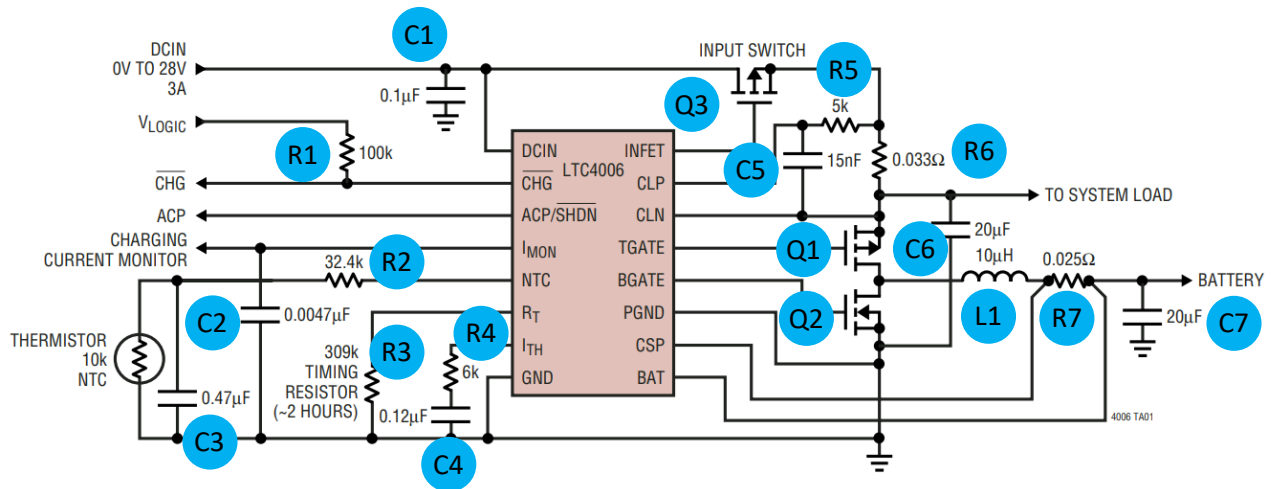 C1
DCIN
0V TO 28V
3A
0.1µF
INPUT SWITCH
R5
Q3
5k
V_LOGIC
R1
100k
C5
15nF
0.033Ω
R6
CHG
ACP
CHARGING
CURRENT MONITOR
LTC4006
DCIN
CHG
ACP/SHDN
I_MON
NTC
R_T
I_TH
GND
INFET
CLP
CLN
TGATE
BGATE
PGND
CSP
BAT
TO SYSTEM LOAD
20µF
Q1
C6
10µH
0.025Ω
BATTERY
32.4k
R2
C2
0.0047µF
Q2
L1
R7
20µF
C7
THERMISTOR
10k
NTC
R3
R4
309k
TIMING
RESISTOR
(~2 HOURS)
6k
0.47µF
0.12µF
C3
C4
4006 TA01